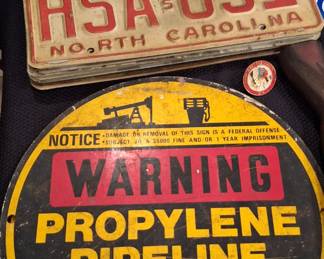 HSA
NORTH CAROLINA
NOTICE • DAMAGE OR REMOVAL OF THIS SIGN IS A FEDERAL OFFENSE.
• SUBJECT TO A $5000 FINE AND/OR 1 YEAR IMPRISONMENT.
WARNING
PROPYLENE
PIPELINE